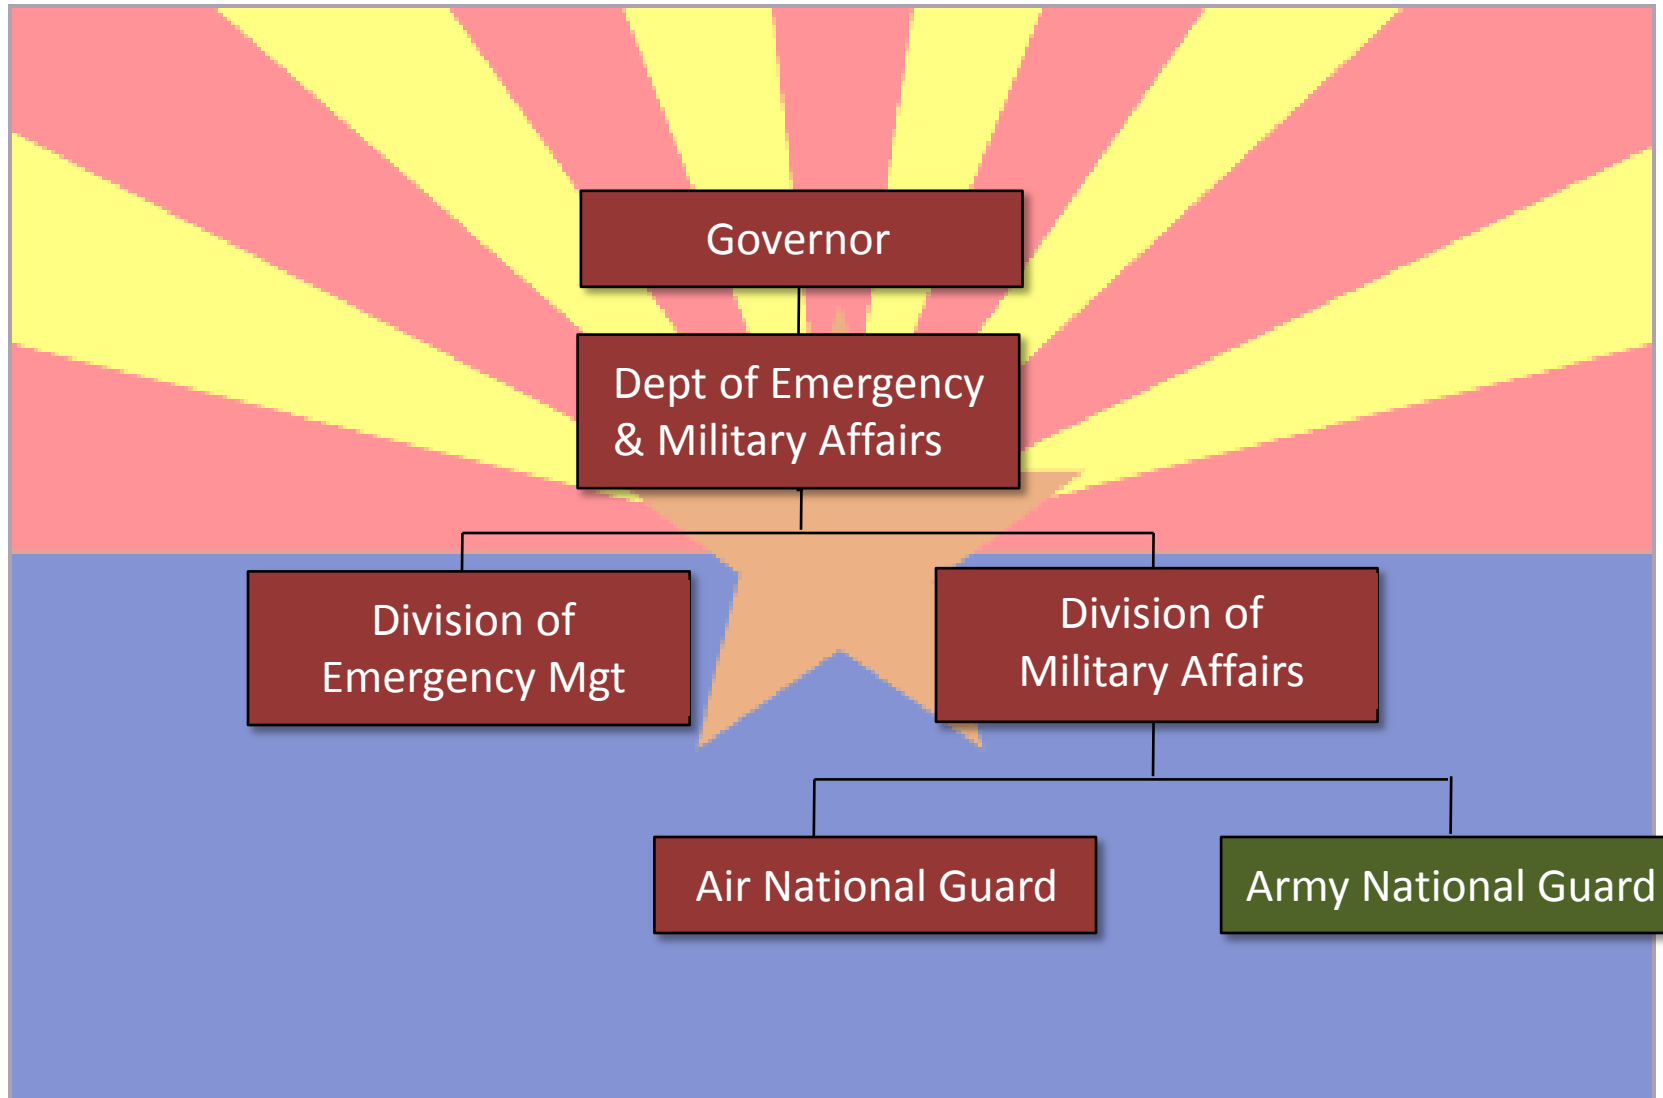 Governor
Dept of Emergency
& Military Affairs
Division of
Emergency Mgt
Division of
Military Affairs
Air National Guard
Army National Guard